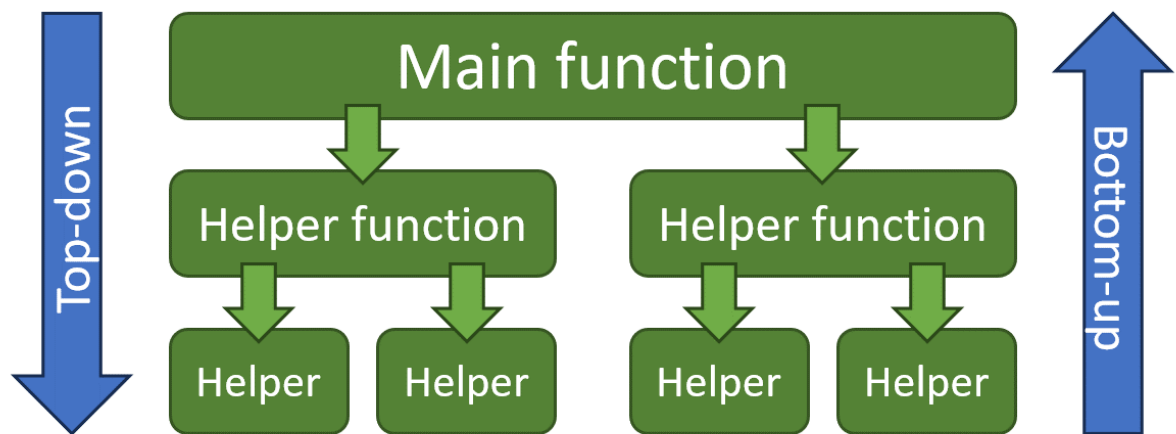 Main function
Top-down
Bottom-up
Helper function
Helper function
Helper
Helper
Helper
Helper